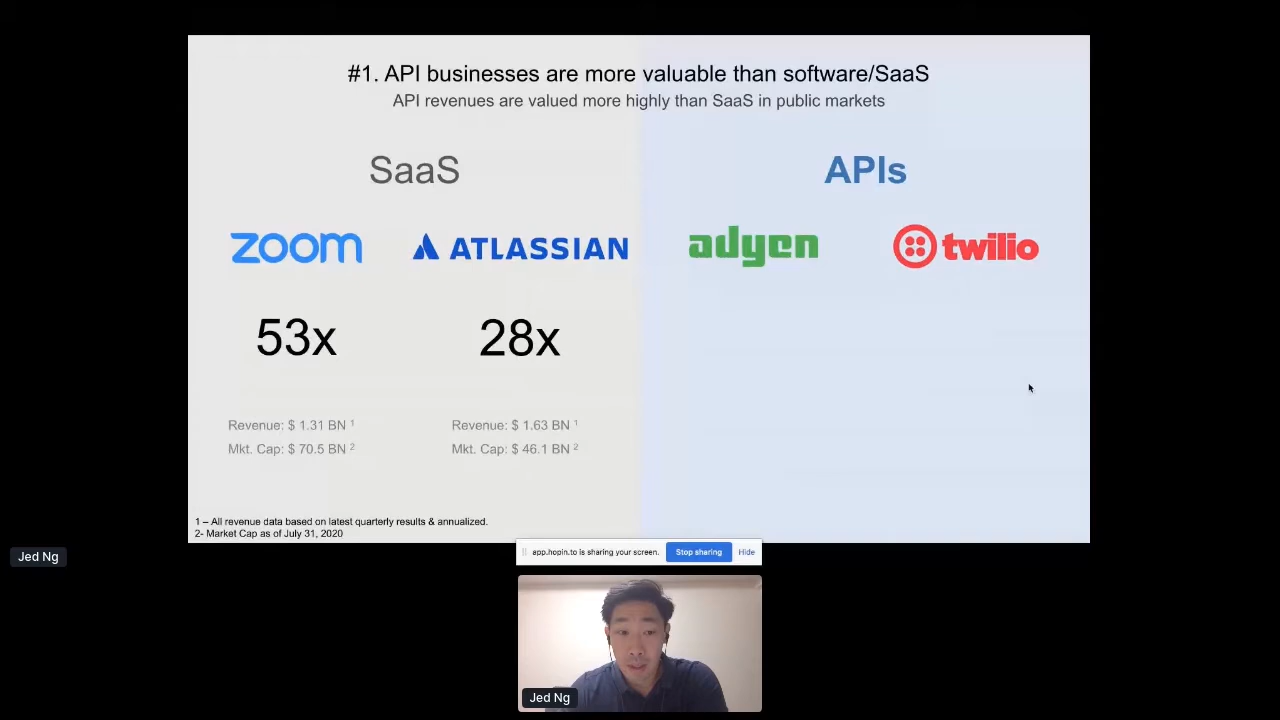 #1. API businesses are more valuable than software/SaaS
API revenues are valued more highly than SaaS in public markets
SaaS
APIs
zoom
ATLASSIAN
adyen
twilio
53x
28x
Revenue: $ 1.31 BN ¹
Revenue: $ 1.63 BN ¹
Mkt. Cap: $ 70.5 BN ²
Mkt. Cap: $ 46.1 BN ²
1 – All revenue data based on latest quarterly results & annualized.
2- Market Cap as of July 31, 2020
Jed Ng
app.hopin.to is sharing your screen. Stop sharing Hide
Jed Ng